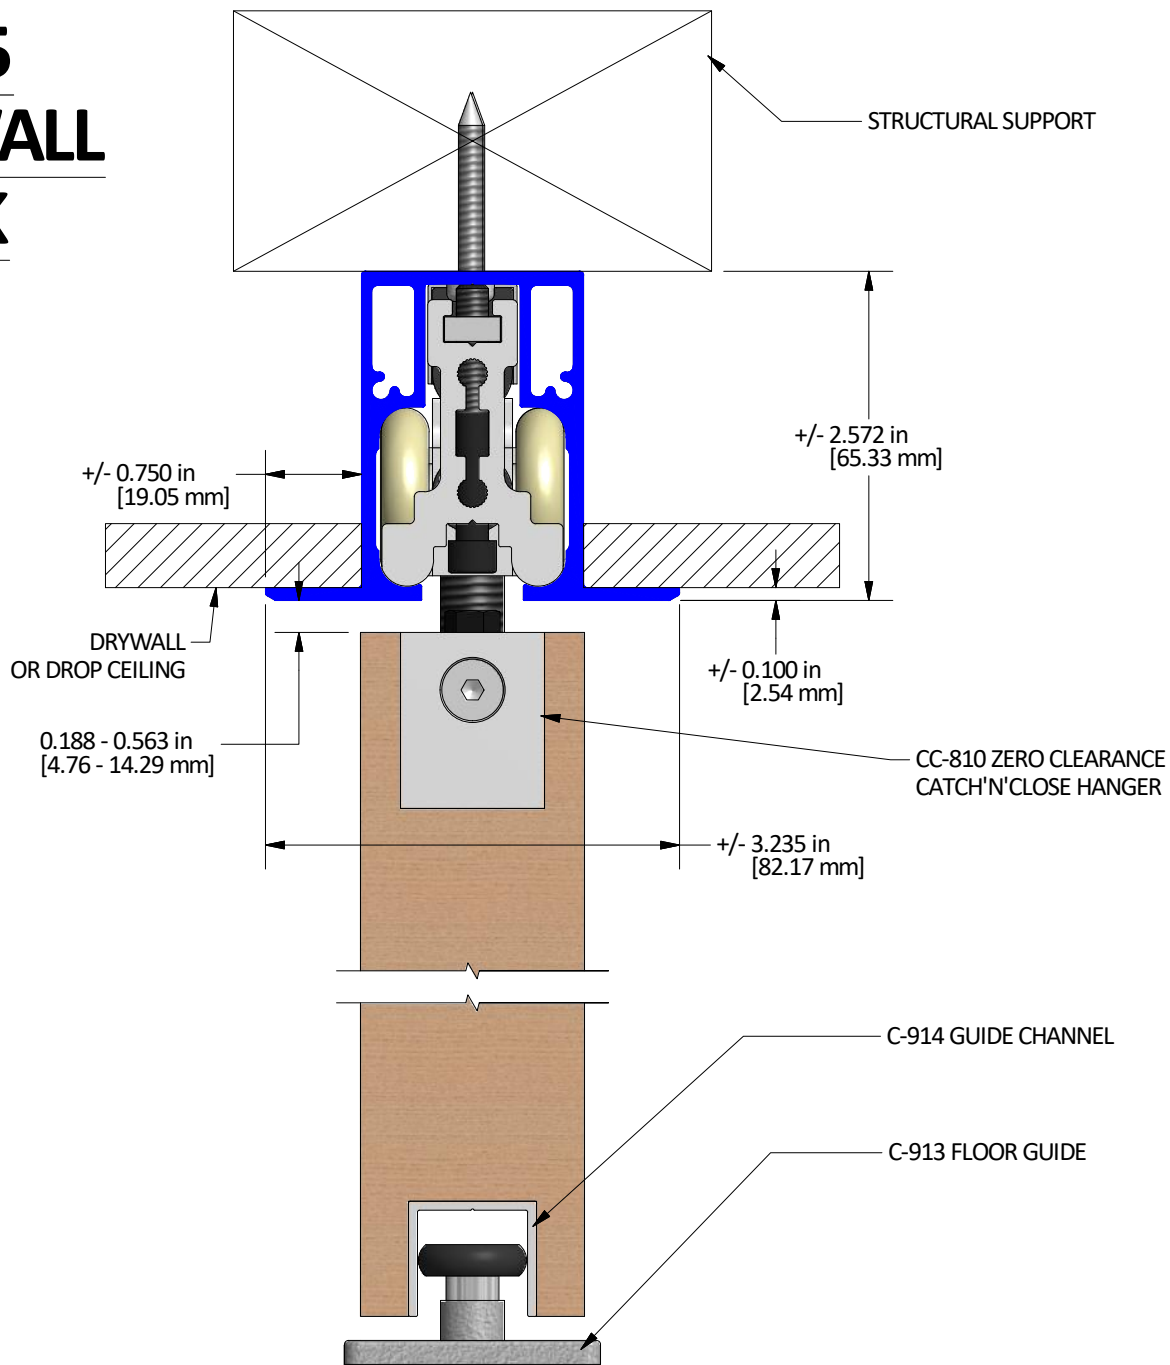 STRUCTURAL SUPPORT
+/- 2.572 in
[65.33 mm]
+/- 0.750 in
[19.05 mm]
DRYWALL
OR DROP CEILING
+/- 0.100 in
[2.54 mm]
0.188 - 0.563 in
[4.76 - 14.29 mm]
CC-810 ZERO CLEARANCE
CATCH'N'CLOSE HANGER
+/- 3.235 in
[82.17 mm]
C-914 GUIDE CHANNEL
C-913 FLOOR GUIDE